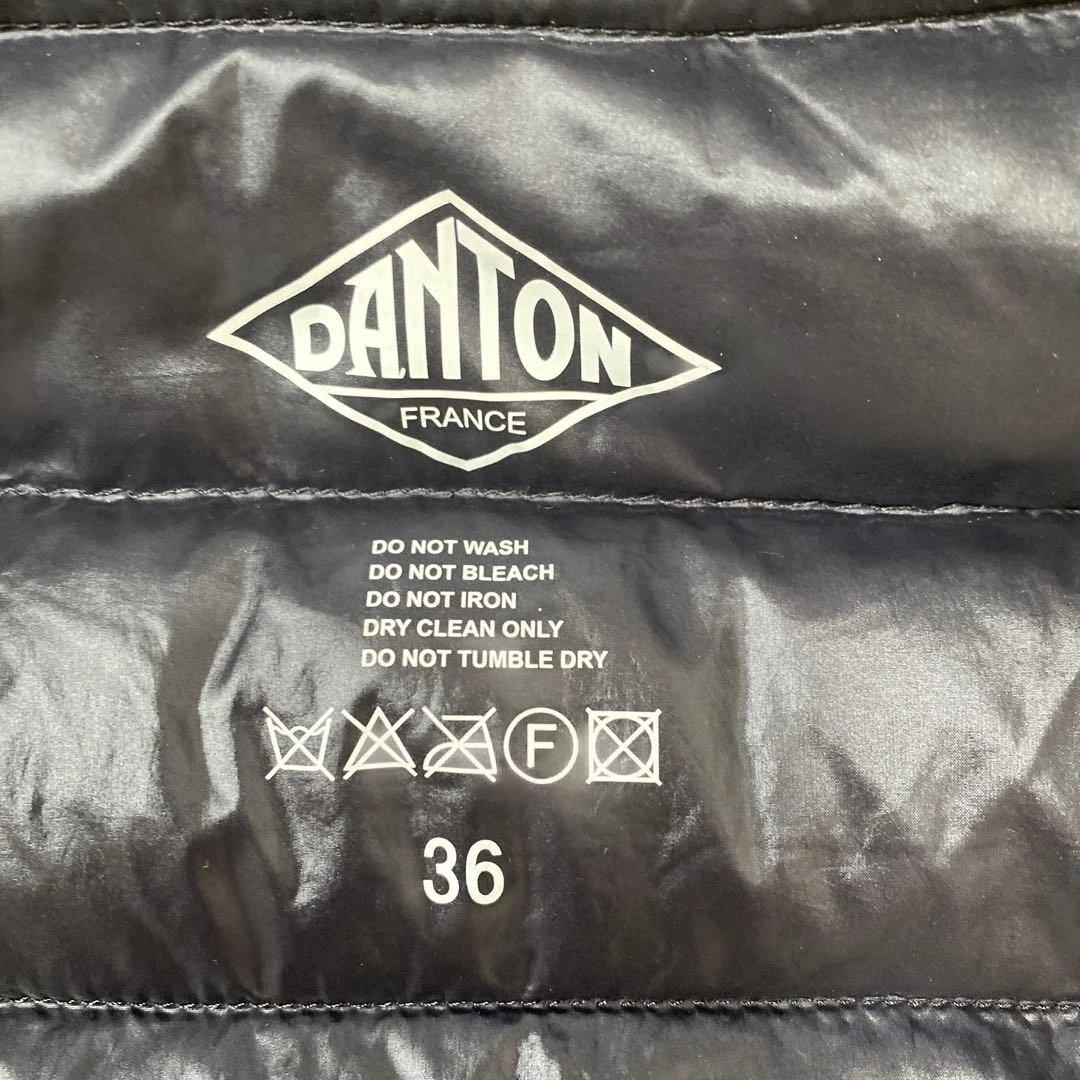 DANTON
FRANCE
DO NOT WASH
DO NOT BLEACH
DO NOT IRON
DRY CLEAN ONLY
DO NOT TUMBLE DRY
F
36